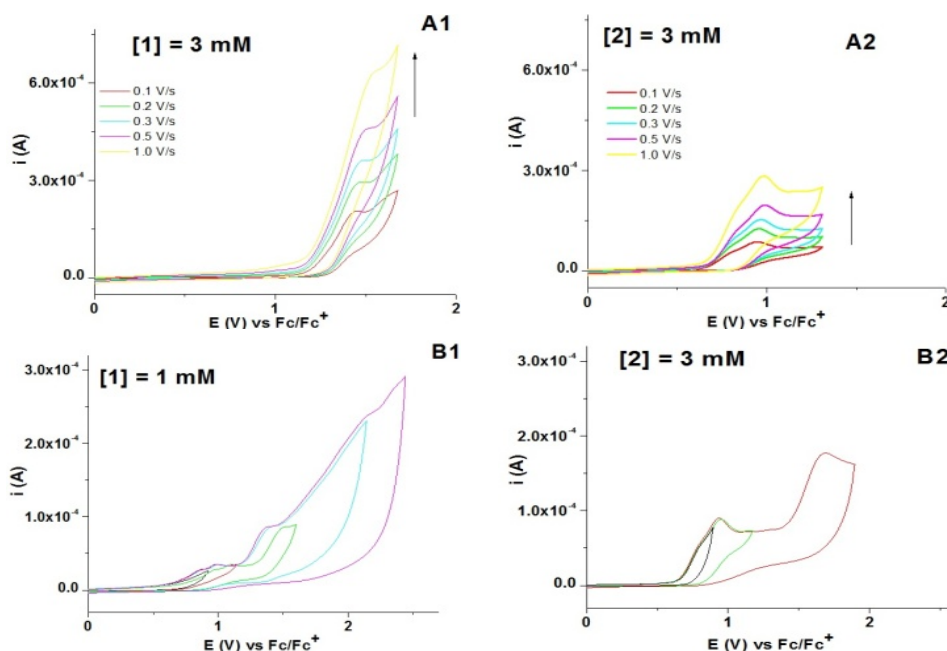 A1
[1] = 3 mM
6.0x10⁻⁴
3.0x10⁻⁴
0.0
i (A)
0.1 V/s
0.2 V/s
0.3 V/s
0.5 V/s
1.0 V/s
0 1 2
E (V) vs Fc/Fc⁺
A2
[2] = 3 mM
6.0x10⁻⁴
3.0x10⁻⁴
0.0
i (A)
0.1 V/s
0.2 V/s
0.3 V/s
0.5 V/s
1.0 V/s
0 1 2
E (V) vs Fc/Fc⁺
B1
[1] = 1 mM
3.0x10⁻⁴
2.0x10⁻⁴
1.0x10⁻⁴
0.0
i (A)
0 1 2
E (V) vs Fc/Fc⁺
B2
[2] = 3 mM
3.0x10⁻⁴
2.0x10⁻⁴
1.0x10⁻⁴
0.0
i (A)
0 1 2
E (V) vs Fc/Fc⁺